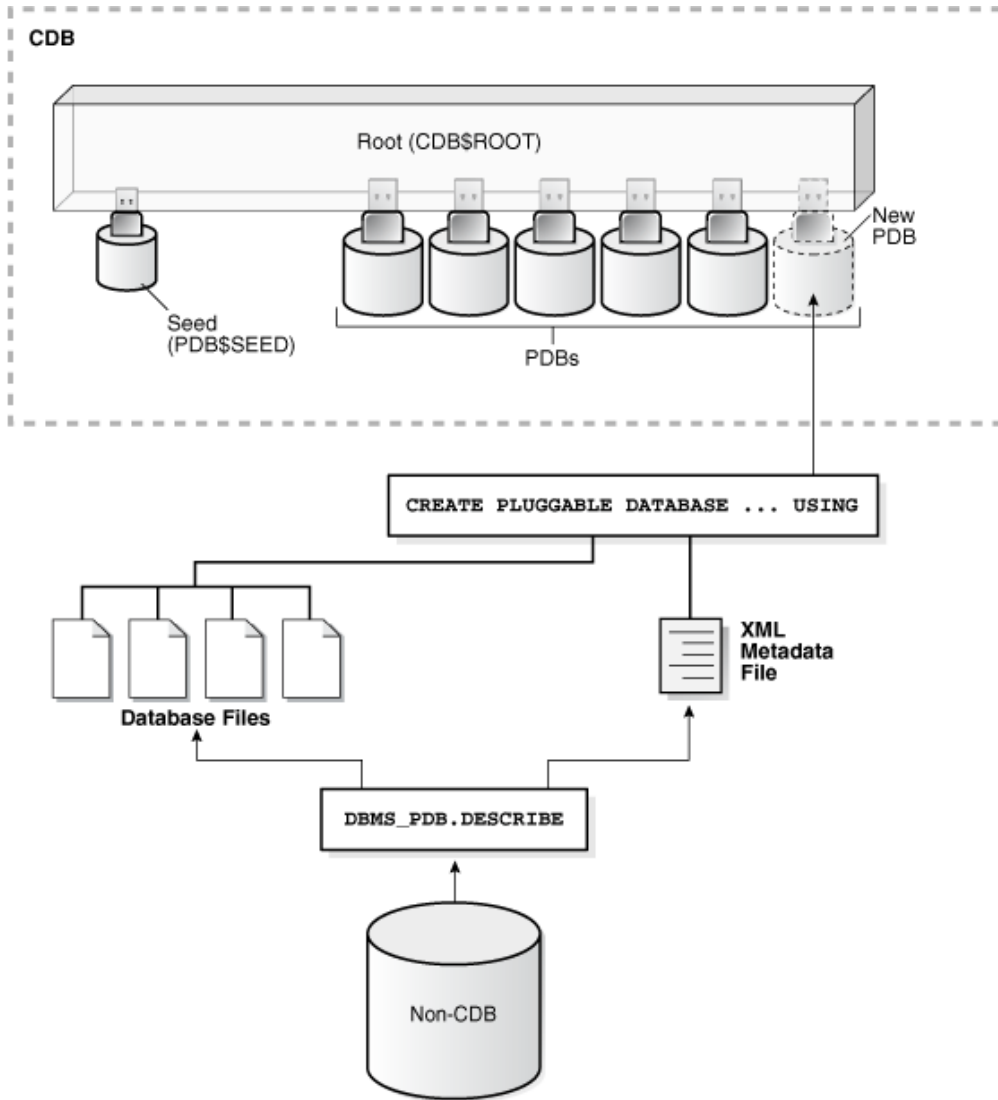 CDB
Root (CDB$ROOT)
New
PDB
Seed
(PDB$SEED)
PDBs
CREATE PLUGGABLE DATABASE ... USING
XML
Metadata
File
Database Files
DBMS_PDB.DESCRIBE
Non-CDB